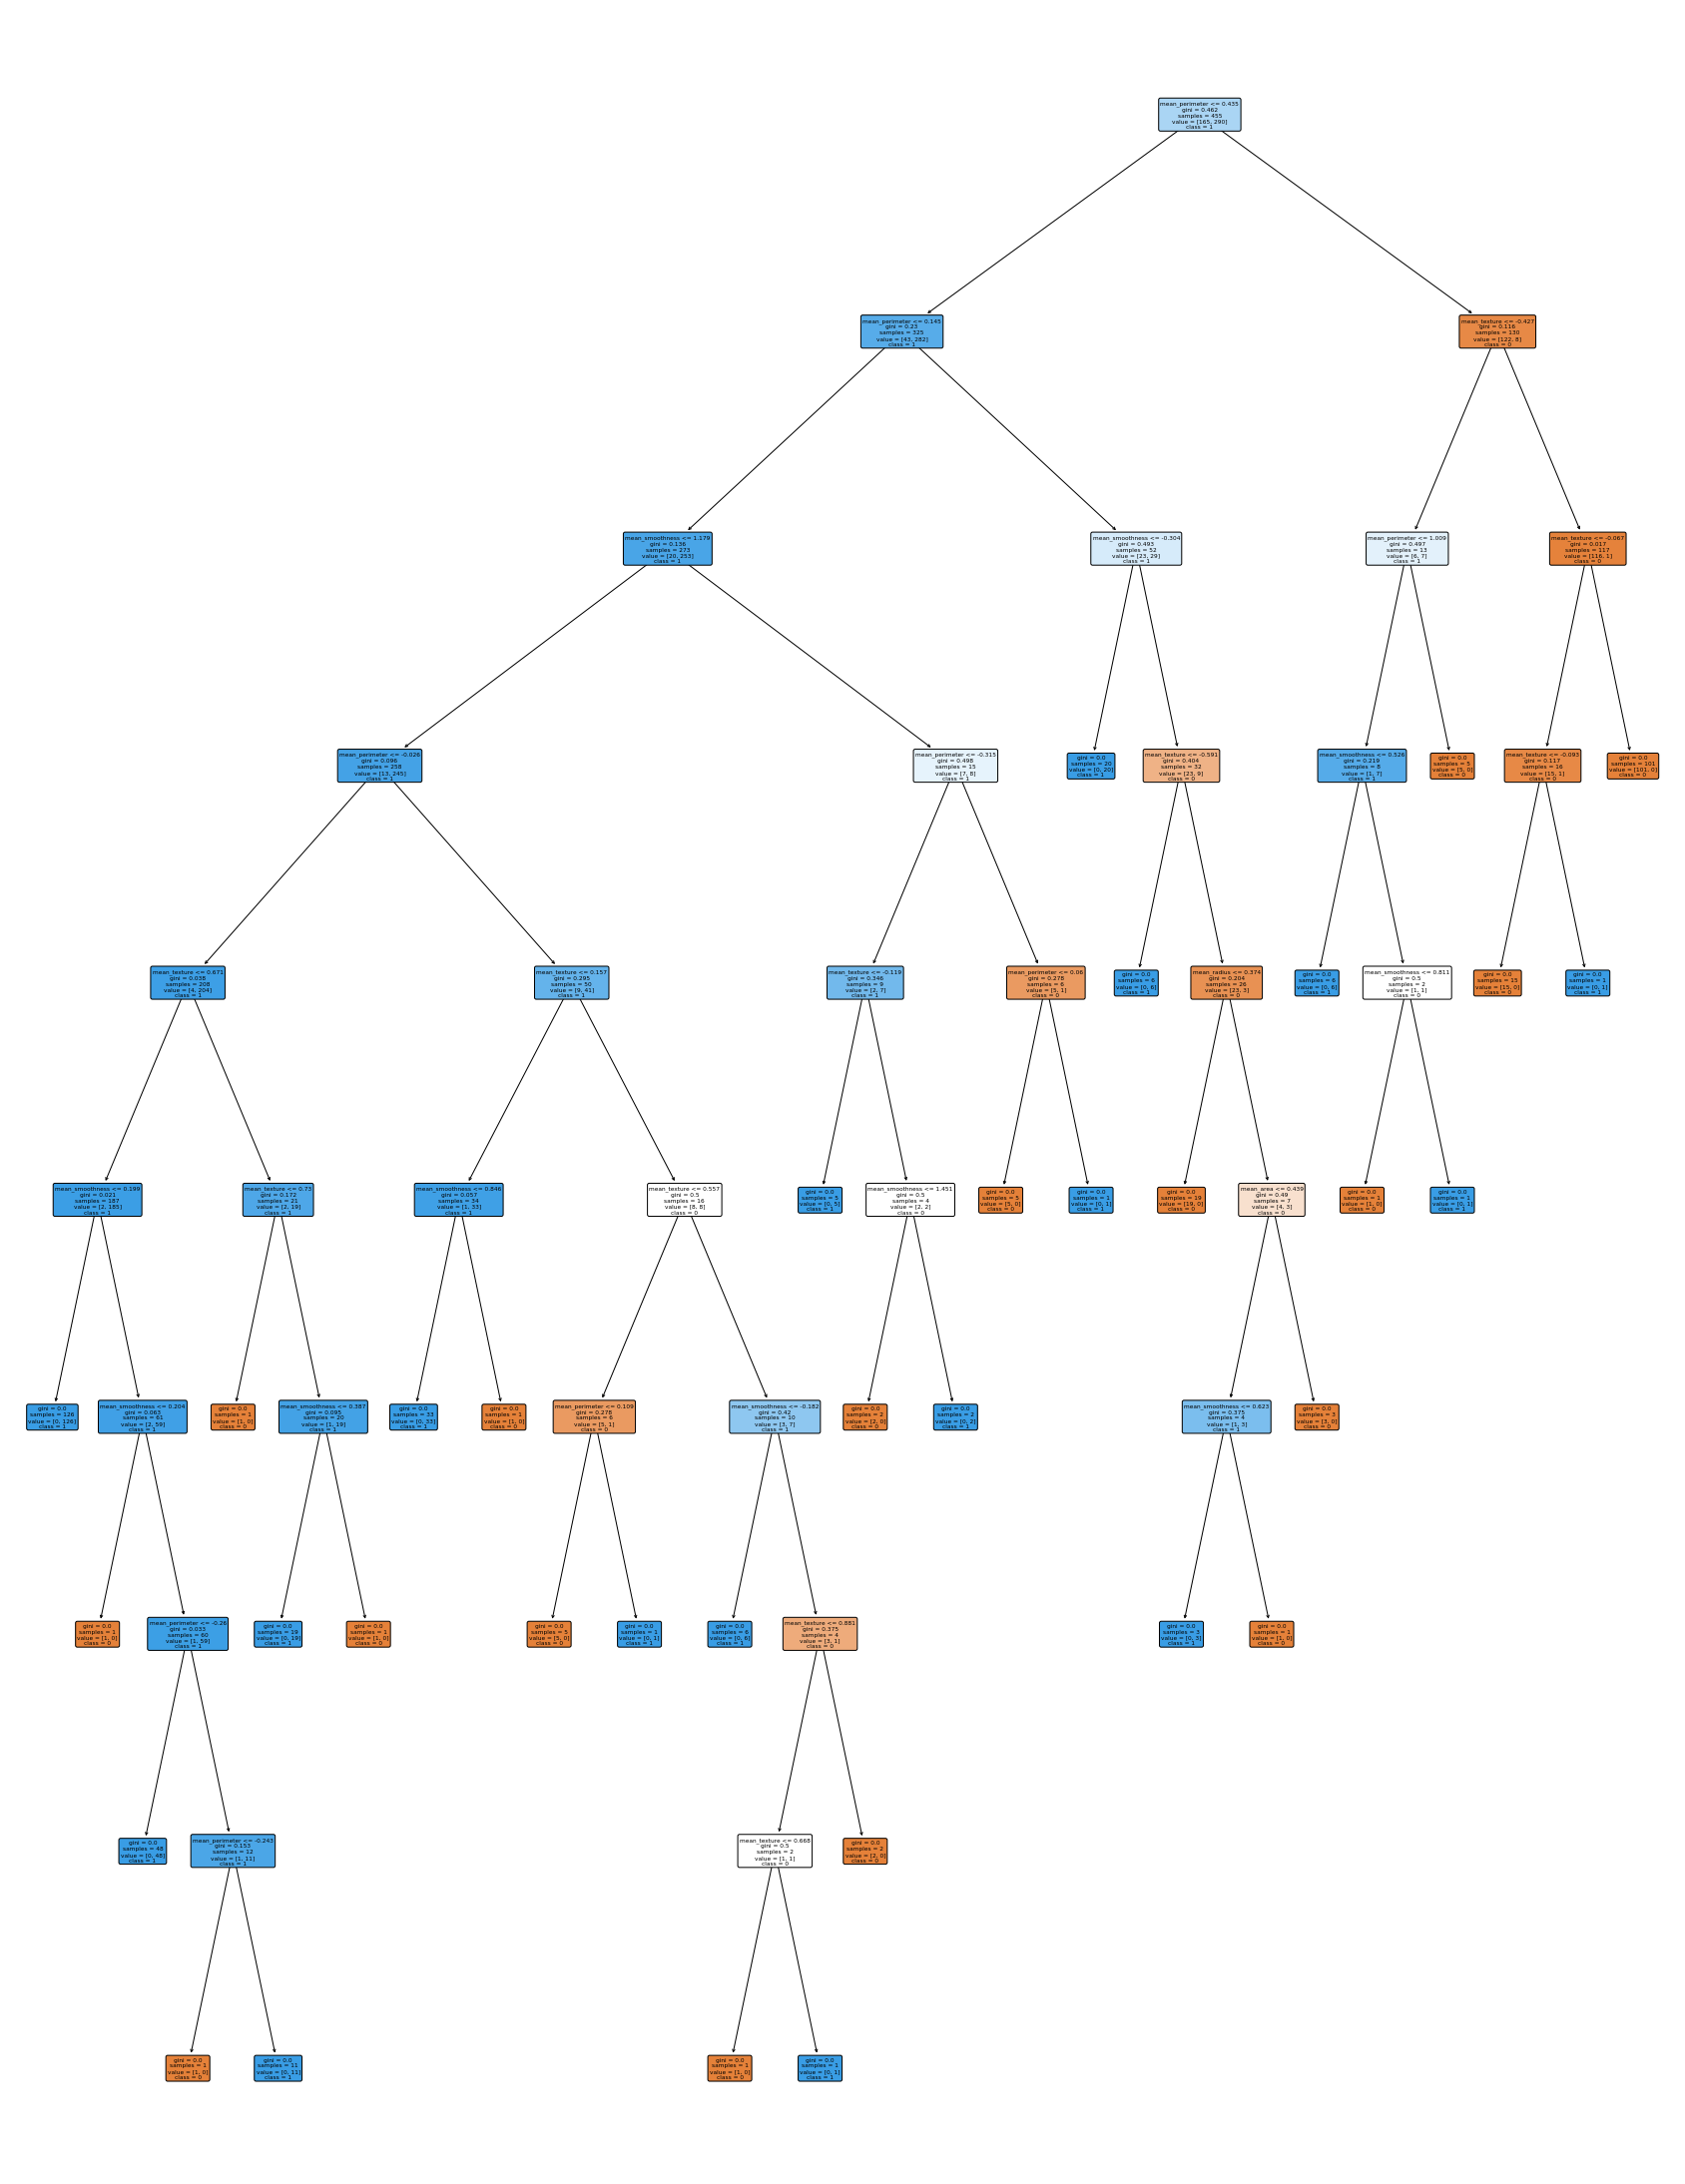 mean_perimeter <= 0.435
gini = 0.462
samples = 455
value = [165, 290]
class = 1
mean_perimeter <= 0.145
gini = 0.23
samples = 325
value = [43, 282]
class = 1
mean_texture <= -0.427
gini = 0.116
samples = 130
value = [122, 8]
class = 0
mean_smoothness <= 1.179
gini = 0.136
samples = 273
value = [20, 253]
class = 1
mean_smoothness <= -0.304
gini = 0.493
samples = 52
value = [23, 29]
class = 1
mean_perimeter <= 1.009
gini = 0.497
samples = 13
value = [6, 7]
class = 1
mean_texture <= -0.067
gini = 0.017
samples = 117
value = [116, 1]
class = 0
mean_perimeter <= -0.026
gini = 0.096
samples = 258
value = [13, 245]
class = 1
mean_perimeter <= -0.315
gini = 0.498
samples = 15
value = [7, 8]
class = 1
gini = 0.0
samples = 20
value = [0, 20]
class = 1
mean_texture <= -0.591
gini = 0.404
samples = 32
value = [23, 9]
class = 0
mean_smoothness <= 0.526
gini = 0.219
samples = 8
value = [1, 7]
class = 1
gini = 0.0
samples = 5
value = [5, 0]
class = 0
mean_texture <= -0.093
gini = 0.117
samples = 16
value = [15, 1]
class = 0
gini = 0.0
samples = 101
value = [101, 0]
class = 0
mean_texture <= 0.671
gini = 0.038
samples = 208
value = [4, 204]
class = 1
mean_texture <= 0.157
gini = 0.295
samples = 50
value = [9, 41]
class = 1
mean_texture <= -0.119
gini = 0.346
samples = 9
value = [2, 7]
class = 1
mean_perimeter <= 0.06
gini = 0.278
samples = 6
value = [5, 1]
class = 0
gini = 0.0
samples = 6
value = [0, 6]
class = 1
mean_radius <= 0.374
gini = 0.204
samples = 26
value = [23, 3]
class = 0
gini = 0.0
samples = 6
value = [0, 6]
class = 1
mean_smoothness <= 0.811
gini = 0.5
samples = 2
value = [1, 1]
class = 0
gini = 0.0
samples = 15
value = [15, 0]
class = 0
gini = 0.0
samples = 1
value = [0, 1]
class = 1
mean_smoothness <= 0.199
gini = 0.021
samples = 187
value = [2, 185]
class = 1
mean_texture <= 0.73
gini = 0.172
samples = 21
value = [2, 19]
class = 1
mean_smoothness <= 0.846
gini = 0.057
samples = 34
value = [1, 33]
class = 1
mean_texture <= 0.557
gini = 0.5
samples = 16
value = [8, 8]
class = 0
gini = 0.0
samples = 5
value = [0, 5]
class = 1
mean_smoothness <= 1.451
gini = 0.5
samples = 4
value = [2, 2]
class = 0
gini = 0.0
samples = 5
value = [5, 0]
class = 0
gini = 0.0
samples = 1
value = [0, 1]
class = 1
gini = 0.0
samples = 19
value = [19, 0]
class = 0
mean_area <= 0.439
gini = 0.49
samples = 7
value = [4, 3]
class = 0
gini = 0.0
samples = 1
value = [1, 0]
class = 0
gini = 0.0
samples = 1
value = [0, 1]
class = 1
gini = 0.0
samples = 126
value = [0, 126]
class = 1
mean_smoothness <= 0.204
gini = 0.063
samples = 61
value = [2, 59]
class = 1
gini = 0.0
samples = 1
value = [1, 0]
class = 0
mean_smoothness <= 0.387
gini = 0.095
samples = 20
value = [1, 19]
class = 1
gini = 0.0
samples = 33
value = [0, 33]
class = 1
gini = 0.0
samples = 1
value = [1, 0]
class = 0
mean_perimeter <= 0.109
gini = 0.278
samples = 6
value = [5, 1]
class = 0
mean_smoothness <= -0.182
gini = 0.42
samples = 10
value = [3, 7]
class = 1
gini = 0.0
samples = 2
value = [2, 0]
class = 0
gini = 0.0
samples = 2
value = [0, 2]
class = 1
mean_smoothness <= 0.623
gini = 0.375
samples = 4
value = [1, 3]
class = 1
gini = 0.0
samples = 3
value = [3, 0]
class = 0
gini = 0.0
samples = 1
value = [1, 0]
class = 0
mean_perimeter <= -0.26
gini = 0.033
samples = 60
value = [1, 59]
class = 1
gini = 0.0
samples = 19
value = [0, 19]
class = 1
gini = 0.0
samples = 1
value = [1, 0]
class = 0
gini = 0.0
samples = 5
value = [5, 0]
class = 0
gini = 0.0
samples = 1
value = [0, 1]
class = 1
gini = 0.0
samples = 6
value = [0, 6]
class = 1
mean_texture <= 0.881
gini = 0.375
samples = 4
value = [3, 1]
class = 0
gini = 0.0
samples = 3
value = [0, 3]
class = 1
gini = 0.0
samples = 1
value = [1, 0]
class = 0
gini = 0.0
samples = 48
value = [0, 48]
class = 1
mean_perimeter <= -0.243
gini = 0.153
samples = 12
value = [1, 11]
class = 1
mean_texture <= 0.668
gini = 0.5
samples = 2
value = [1, 1]
class = 0
gini = 0.0
samples = 2
value = [2, 0]
class = 0
gini = 0.0
samples = 1
value = [1, 0]
class = 0
gini = 0.0
samples = 11
value = [0, 11]
class = 1
gini = 0.0
samples = 1
value = [1, 0]
class = 0
gini = 0.0
samples = 1
value = [0, 1]
class = 1